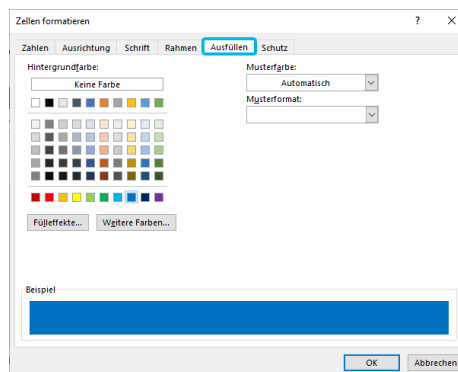 Zellen formatieren ? ×
Zahlen Ausrichtung Schrift Rahmen Ausfüllen Schutz
Hintergrundfarbe: Musterfarbe:
Keine Farbe Automatisch
Musterformat:
Fülleffekte... Weitere Farben...
Beispiel
OK Abbrechen